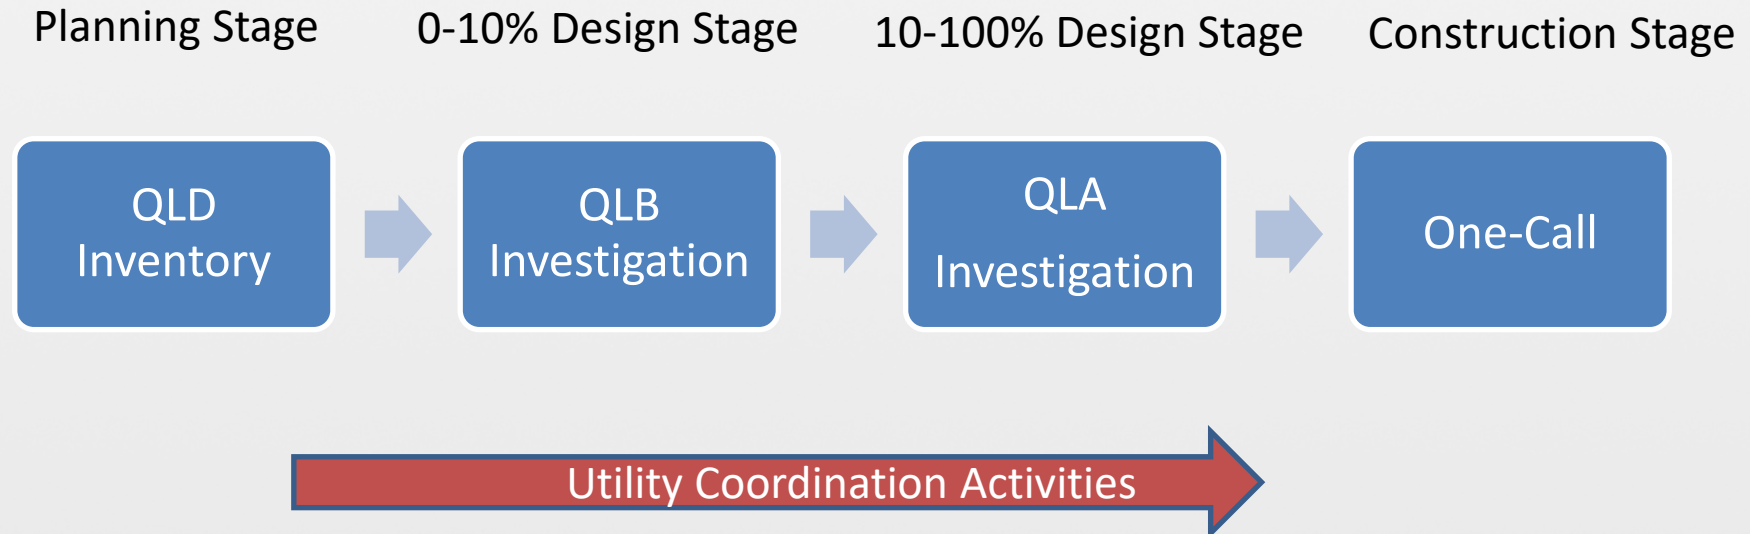 Planning Stage
0-10% Design Stage
10-100% Design Stage
Construction Stage
QLD
Inventory
QLB
Investigation
QLA
Investigation
One-Call
Utility Coordination Activities